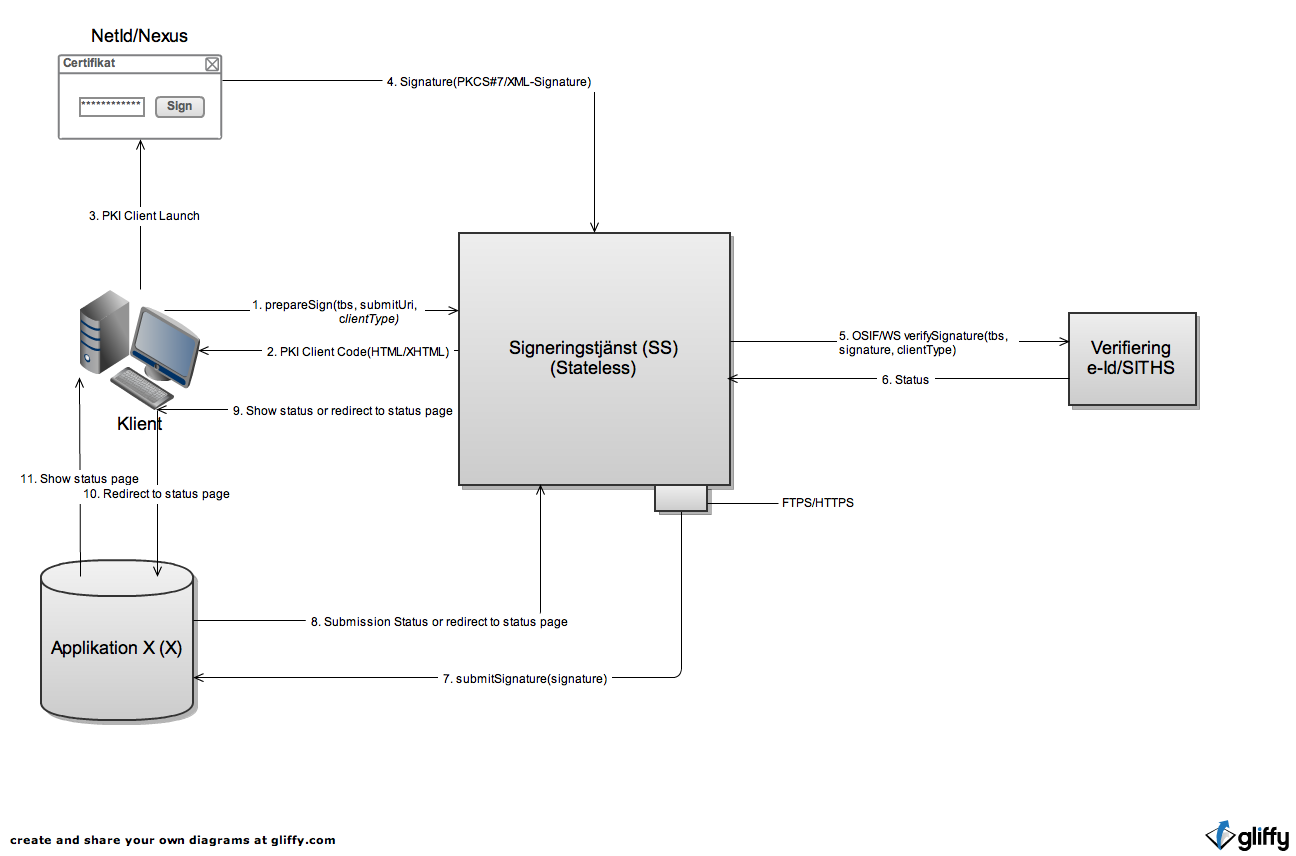 NetId/Nexus
Certifikat
************
Sign
4. Signature(PKCS#7/XML-Signature)
3. PKI Client Launch
1. prepareSign(tbs, submitUri,
clientType)
2. PKI Client Code(HTML/XHTML)
Signeringstjänst (SS)
(Stateless)
5. OSIF/WS verifySignature(tbs,
signature, clientType)
6. Status
Verifiering
e-Id/SITHS
9. Show status or redirect to status page
Klient
11. Show status page
10. Redirect to status page
FTPS/HTTPS
8. Submission Status or redirect to status page
Applikation X (X)
7. submitSignature(signature)
create and share your own diagrams at gliffy.com
gliffy